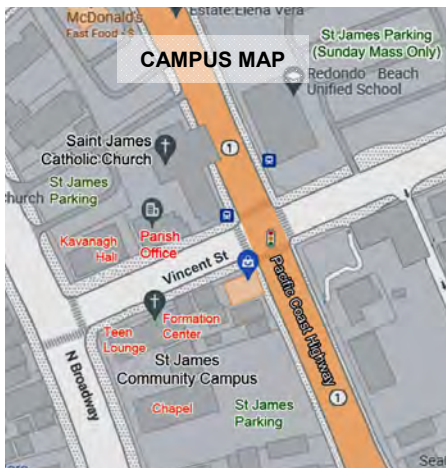 McDonald's
Fast Food · S
Estate:Elena Vera
CAMPUS MAP
St James Parking
(Sunday Mass Only)
Redondo Beach
Unified School
1
Saint James
Catholic Church
church
St James
Parking
Kavanagh
Hall
Parish
Office
Vincent St
Pacific Coast Highway
Teen
Lounge
Formation
Center
N Broadway
St James
Community Campus
Chapel
St James
Parking
1
Sea